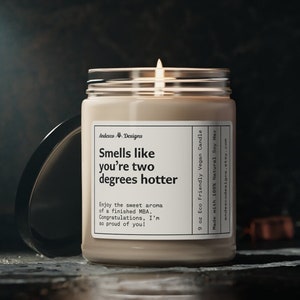 Designs
Smells like
you're two
degrees hotter
Enjoy the sweet aroma
of a finished MBA.
Congratulations, I'm
so proud of you!
9 oz Eco Friendly Vegan Candle
Made with 100% Natural Soy Wax